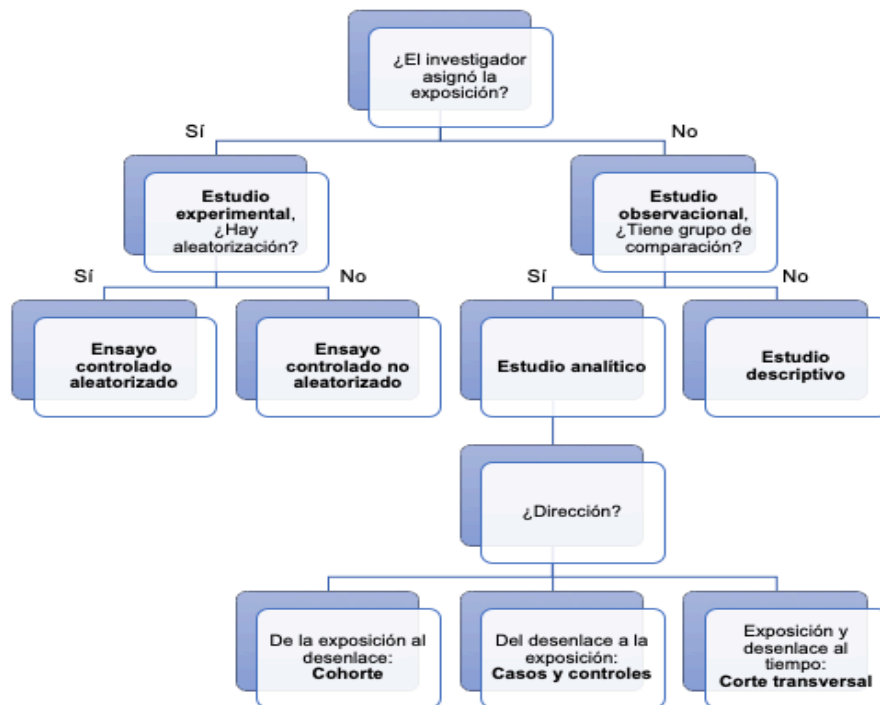 ¿El investigador
asignó la
exposición?
Sí
No
Estudio
experimental,
¿Hay
aleatorización?
Estudio
observacional,
¿Tiene grupo de
comparación?
Sí
No
Sí
No
Ensayo
controlado
aleatorizado
Ensayo
controlado no
aleatorizado
Estudio analítico
Estudio
descriptivo
¿Dirección?
De la exposición al
desenlace:
Cohorte
Del desenlace a la
exposición:
Casos y controles
Exposición y
desenlace al
tiempo:
Corte transversal